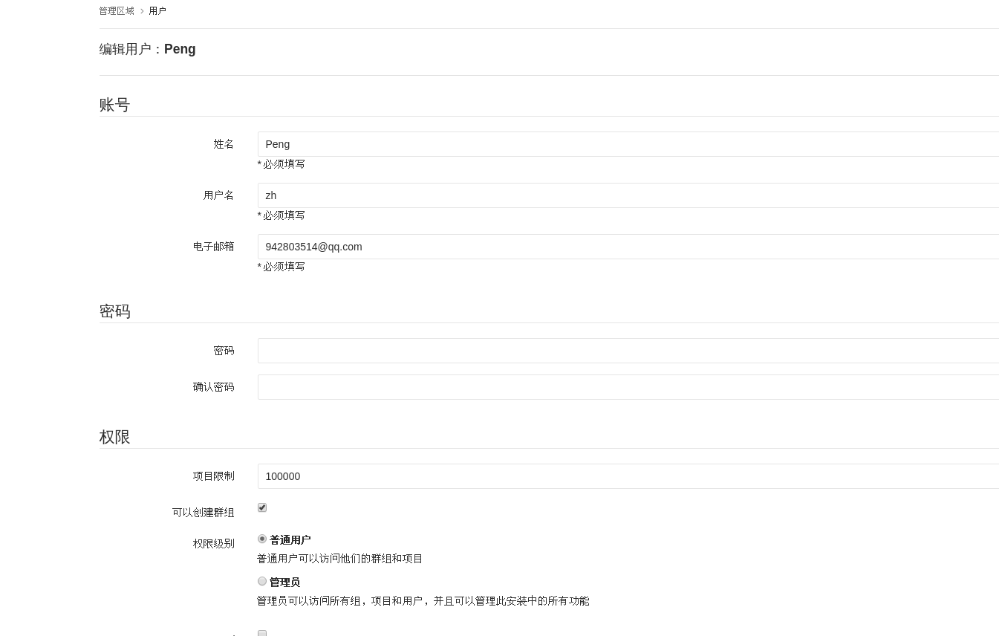 管理区域 > 用户
编辑用户：Peng
账号
姓名 Peng
* 必须填写
用户名 zh
* 必须填写
电子邮箱 942803514@qq.com
* 必须填写
密码
密码
确认密码
权限
项目限制 100000
可以创建群组
权限级别 普通用户
普通用户可以访问他们的群组和项目
管理员
管理员可以访问所有组，项目和用户，并且可以管理此安装中的所有功能